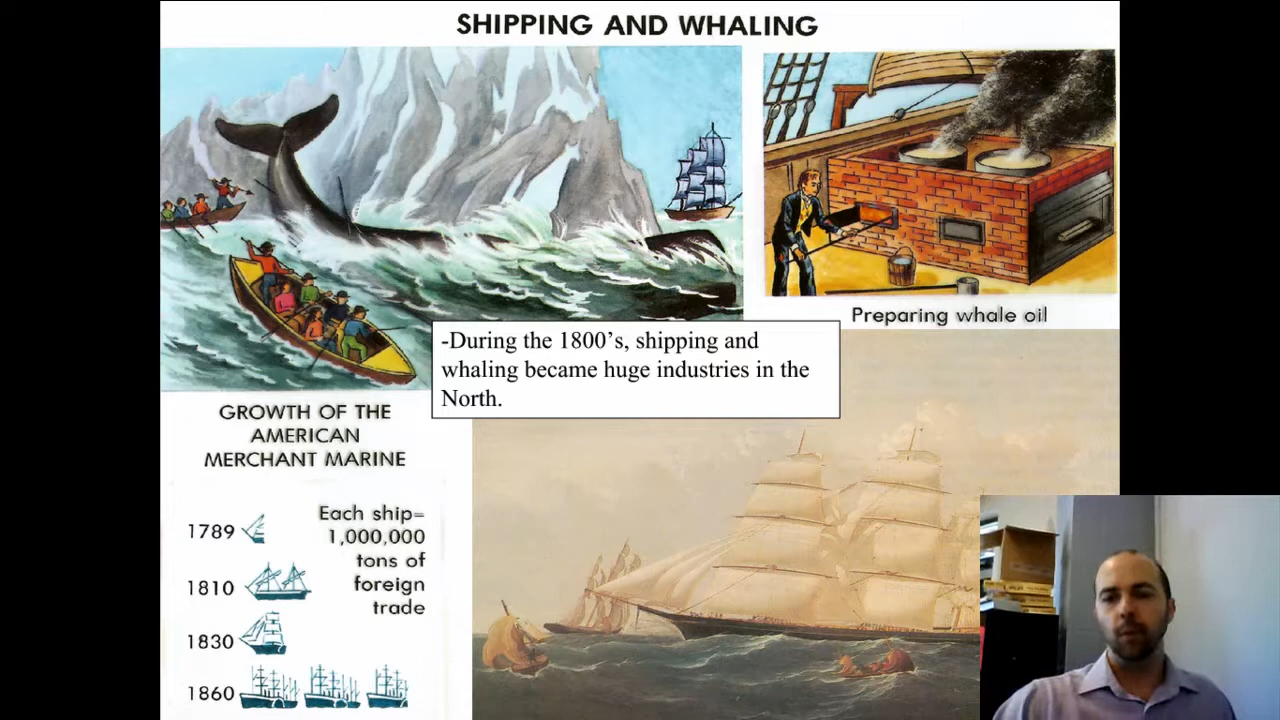 SHIPPING AND WHALING
Preparing whale oil
-During the 1800’s, shipping and
whaling became huge industries in the
North.
GROWTH OF THE
AMERICAN
MERCHANT MARINE
Each ship=
1,000,000
tons of
foreign
trade
1789
1810
1830
1860